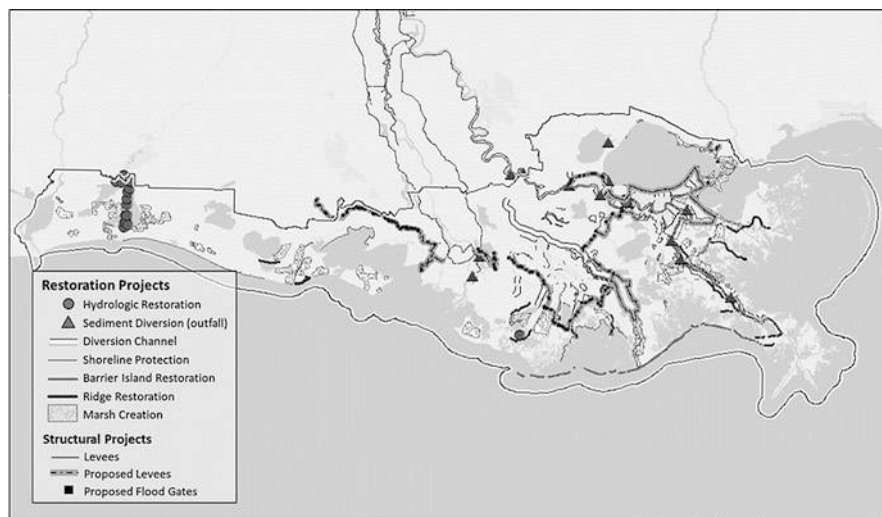 Restoration Projects
Hydrologic Restoration
Sediment Diversion (outfall)
Diversion Channel
Shoreline Protection
Barrier Island Restoration
Ridge Restoration
Marsh Creation
Structural Projects
Levees
Proposed Levees
Proposed Flood Gates